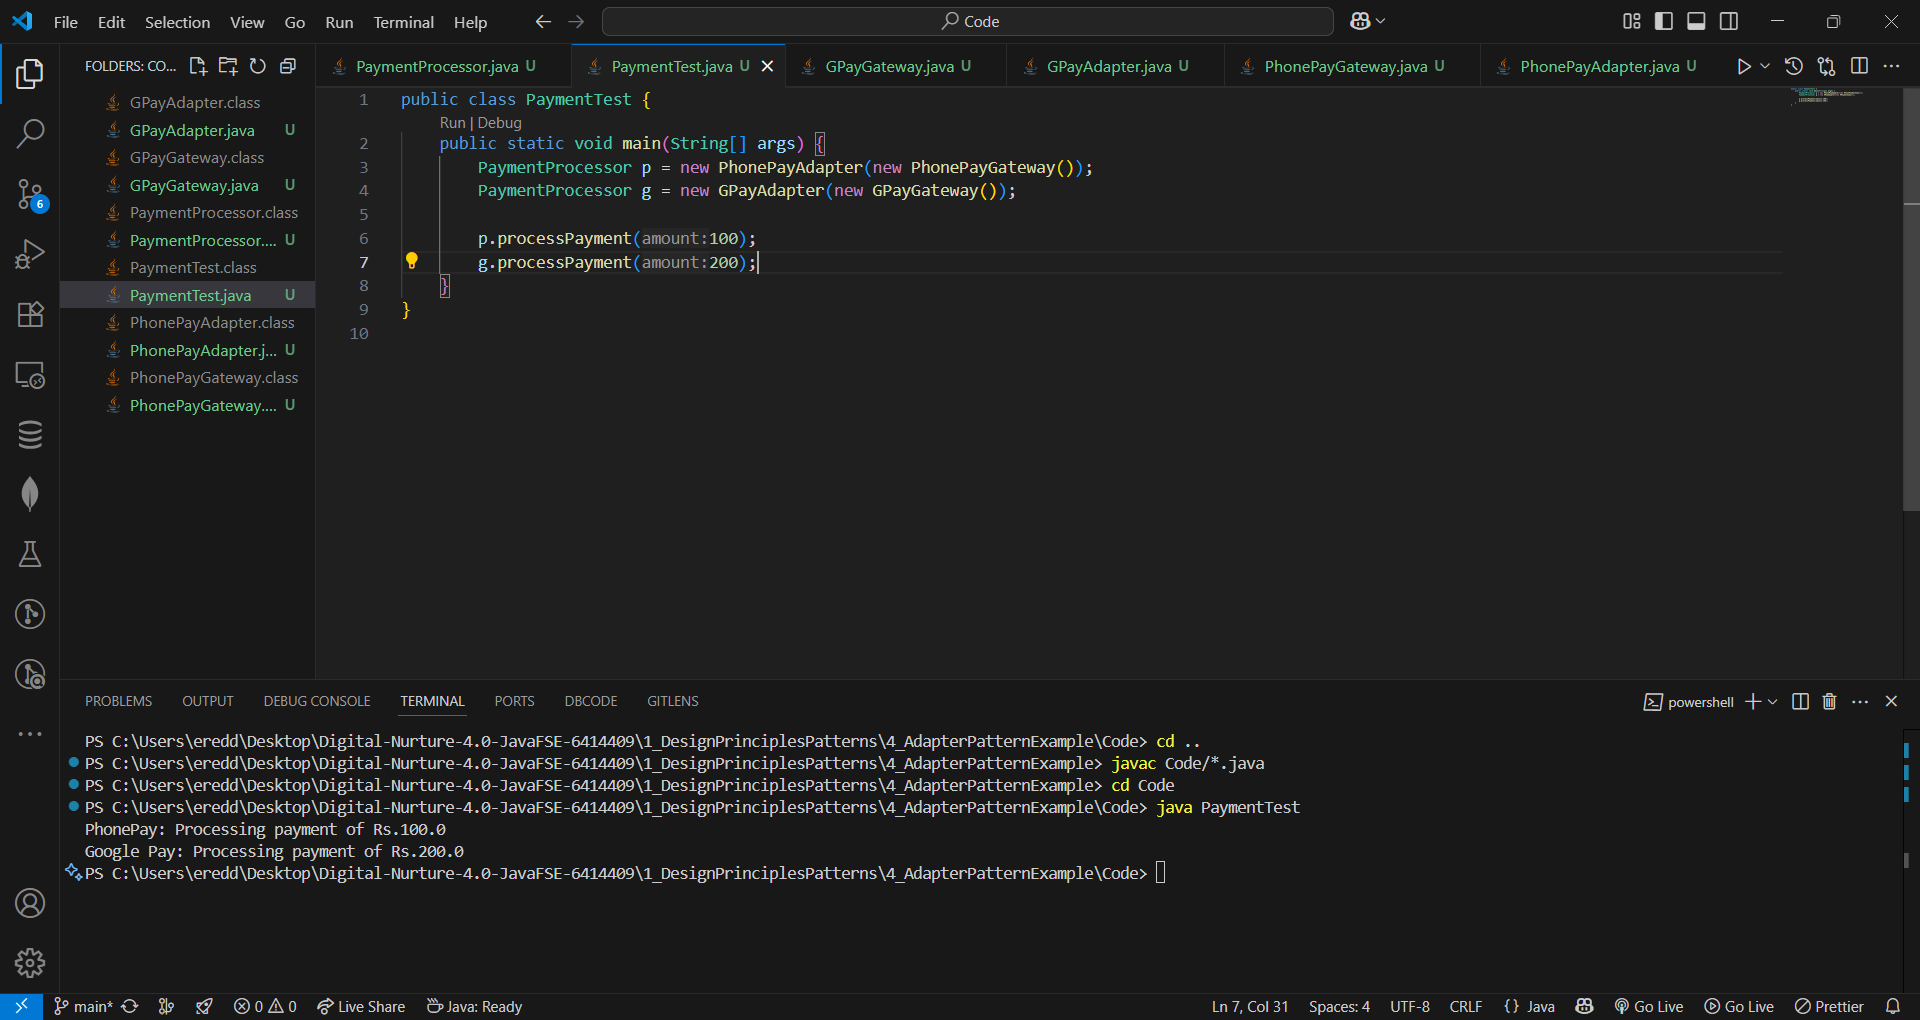 File Edit Selection View Go Run Terminal Help
Code
FOLDERS: CO...
GPayAdapter.class
GPayAdapter.java U
GPayGateway.class
GPayGateway.java U
PaymentProcessor.class
PaymentProcessor.... U
PaymentTest.class
PaymentTest.java U
PhonePayAdapter.class
PhonePayAdapter.j... U
PhonePayGateway.class
PhonePayGateway.... U
6
PaymentProcessor.java U PaymentTest.java U GPayGateway.java U GPayAdapter.java U PhonePayGateway.java U PhonePayAdapter.java U
1 public class PaymentTest {
Run | Debug
2 public static void main(String[] args) {
3 PaymentProcessor p = new PhonePayAdapter(new PhonePayGateway());
4 PaymentProcessor g = new GPayAdapter(new GPayGateway());
5
6 p.processPayment(amount:100);
7 g.processPayment(amount:200);
8 }
9 }
10
PROBLEMS OUTPUT DEBUG CONSOLE TERMINAL PORTS DBCODE GITLENS
powershell
PS C:\Users\eredd\Desktop\Digital-Nurture-4.0-JavaFSE-6414409\1_DesignPrinciplesPatterns\4_AdapterPatternExample\Code> cd ..
PS C:\Users\eredd\Desktop\Digital-Nurture-4.0-JavaFSE-6414409\1_DesignPrinciplesPatterns\4_AdapterPatternExample> javac Code/*.java
PS C:\Users\eredd\Desktop\Digital-Nurture-4.0-JavaFSE-6414409\1_DesignPrinciplesPatterns\4_AdapterPatternExample> cd Code
PS C:\Users\eredd\Desktop\Digital-Nurture-4.0-JavaFSE-6414409\1_DesignPrinciplesPatterns\4_AdapterPatternExample\Code> java PaymentTest
PhonePay: Processing payment of Rs.100.0
Google Pay: Processing payment of Rs.200.0
PS C:\Users\eredd\Desktop\Digital-Nurture-4.0-JavaFSE-6414409\1_DesignPrinciplesPatterns\4_AdapterPatternExample\Code>
main* 0 0 Live Share Java: Ready Ln 7, Col 31 Spaces: 4 UTF-8 CRLF {} Java Go Live Go Live Prettier